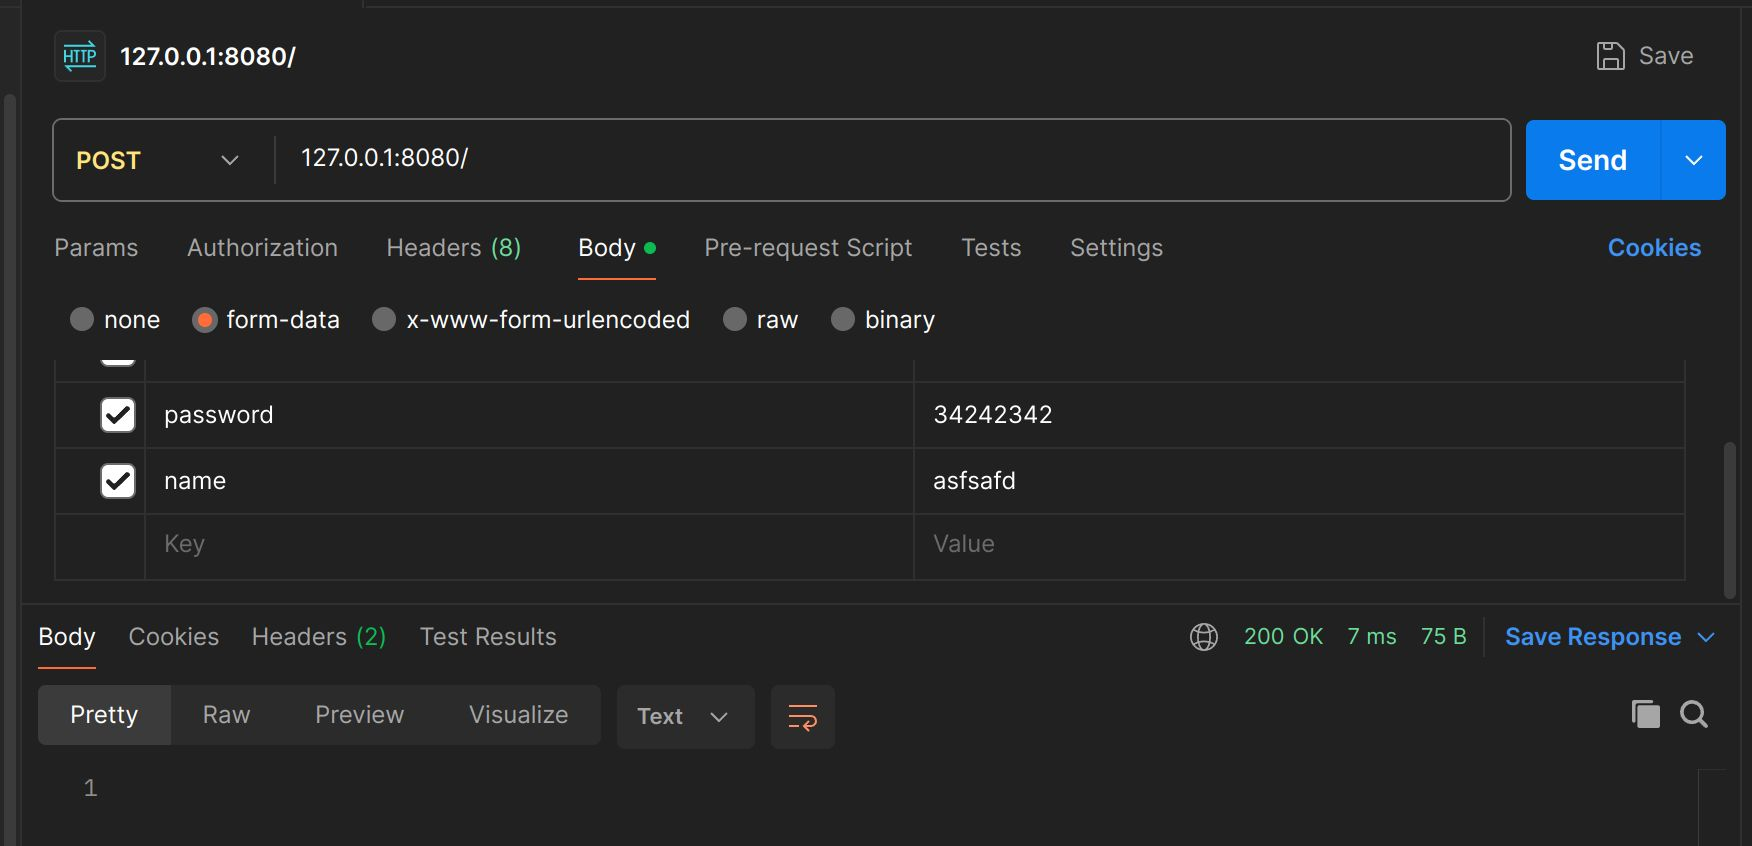 HTTP 127.0.0.1:8080/ Save
POST 127.0.0.1:8080/ Send
Params Authorization Headers (8) Body Pre-request Script Tests Settings Cookies
none form-data x-www-form-urlencoded raw binary
password 34242342
name asfsafd
Key Value
Body Cookies Headers (2) Test Results 200 OK 7 ms 75 B Save Response
Pretty Raw Preview Visualize Text
1